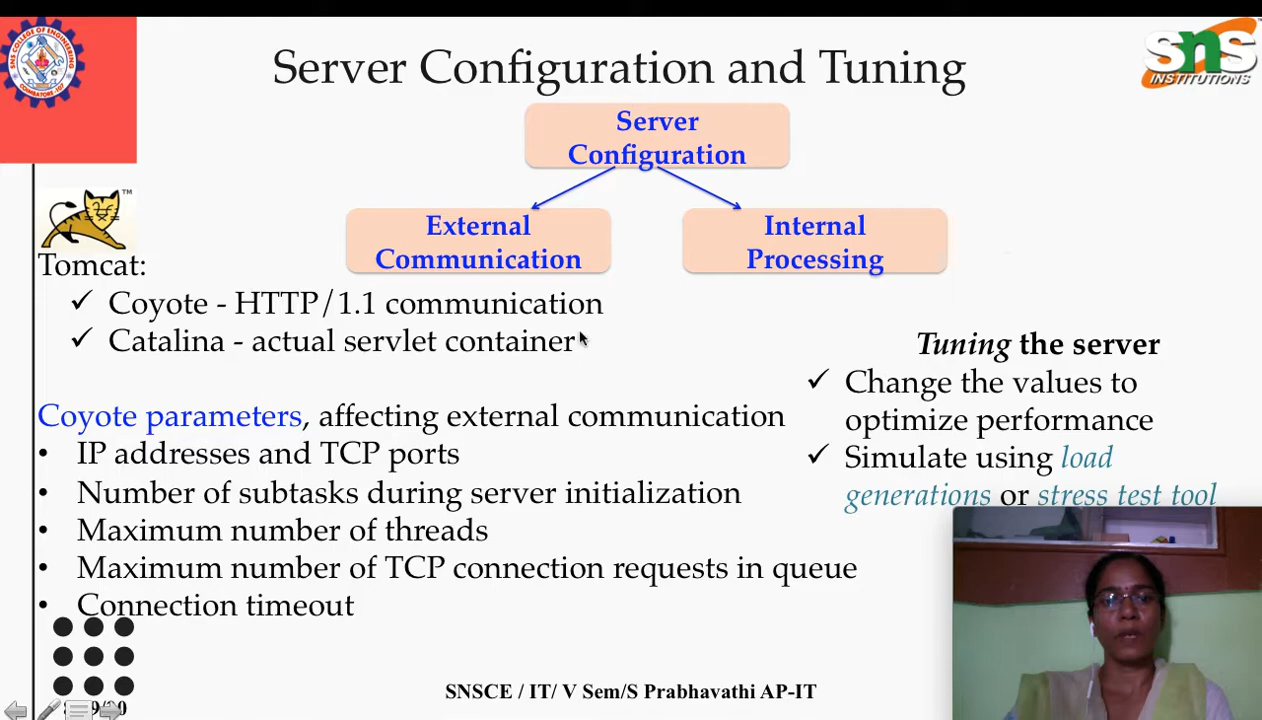 Server Configuration and Tuning
SNS
INSTITUTIONS
Server
Configuration
External
Communication
Internal
Processing
TM
Tomcat:
✓ Coyote - HTTP/1.1 communication
✓ Catalina - actual servlet container
Coyote parameters, affecting external communication
• IP addresses and TCP ports
• Number of subtasks during server initialization
• Maximum number of threads
• Maximum number of TCP connection requests in queue
• Connection timeout
Tuning the server
✓ Change the values to
optimize performance
✓ Simulate using load
generations or stress test tool
SNSCE / IT/ V Sem/S Prabhavathi AP-IT